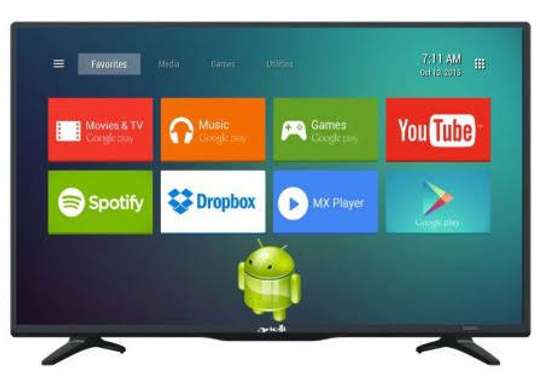 Favorites Media Games Utilities
7:11 AM
Oct 13, 2015
Movies & TV
Google play
Music
Google play
Games
Google play
YouTube
Spotify
Dropbox
MX Player
Google play
arielli